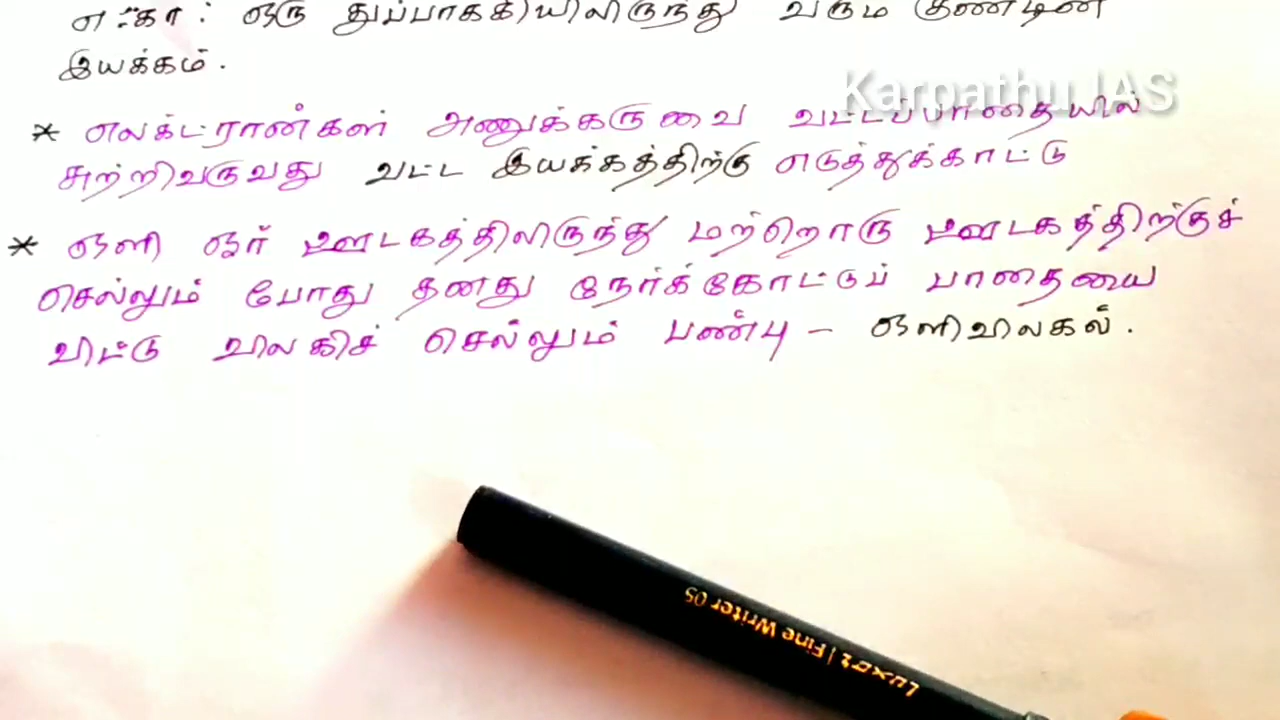 எ.கா : ஒரு துப்பாக்கியிலிருந்து வரும் குண்டின்
இயக்கம் .
Karpathu IAS
* எலக்ட்ரான்கள் அணுக்கருவை வட்டப்பாதையில்
சுற்றிவருவது வட்ட இயக்கத்திற்கு எடுத்துக்காட்டு
* ஒளி ஓர் ஊடகத்திலிருந்து மற்றொரு ஊடகத்திற்குச்
செல்லும் போது தனது நேர்க்கோட்டுப் பாதையை
விட்டு விலகிச் செல்லும் பண்பு – ஒளிவிலகல் .
Luxor | Fine Writer 05